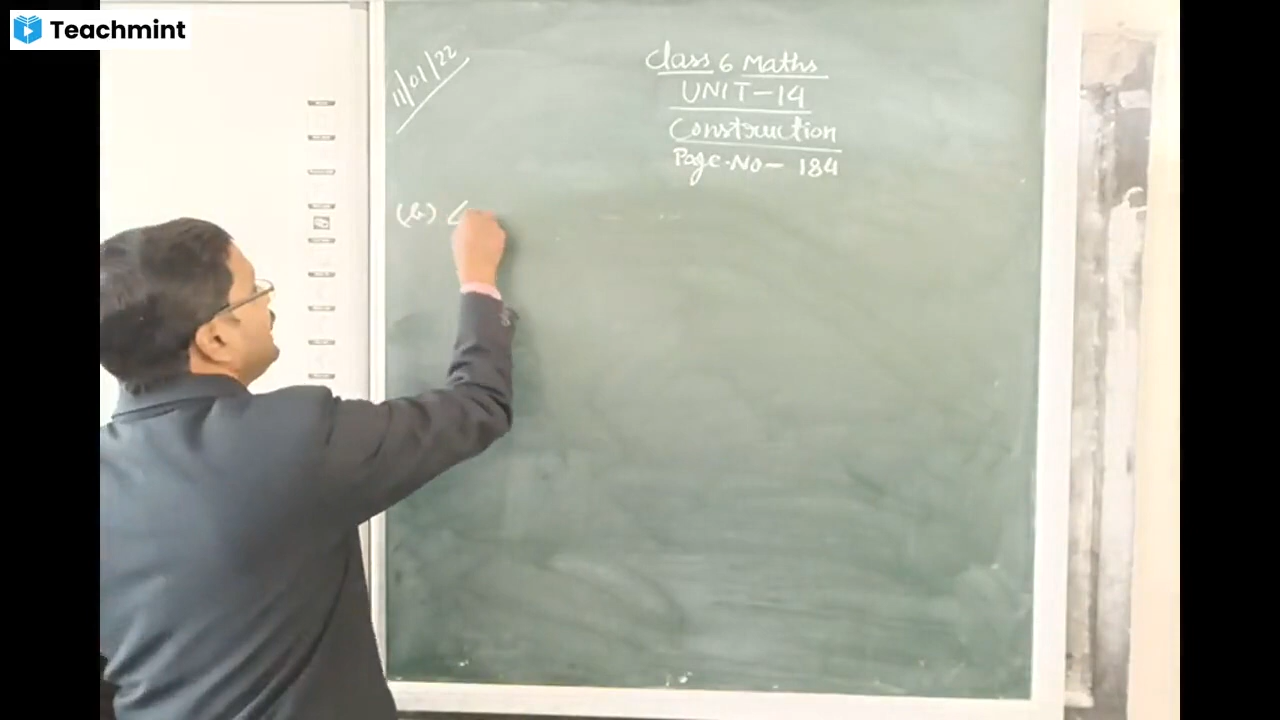 Teachmint
11/01/22
Class 6 Maths
UNIT-14
Construction
Page-No- 184
(b) ∠